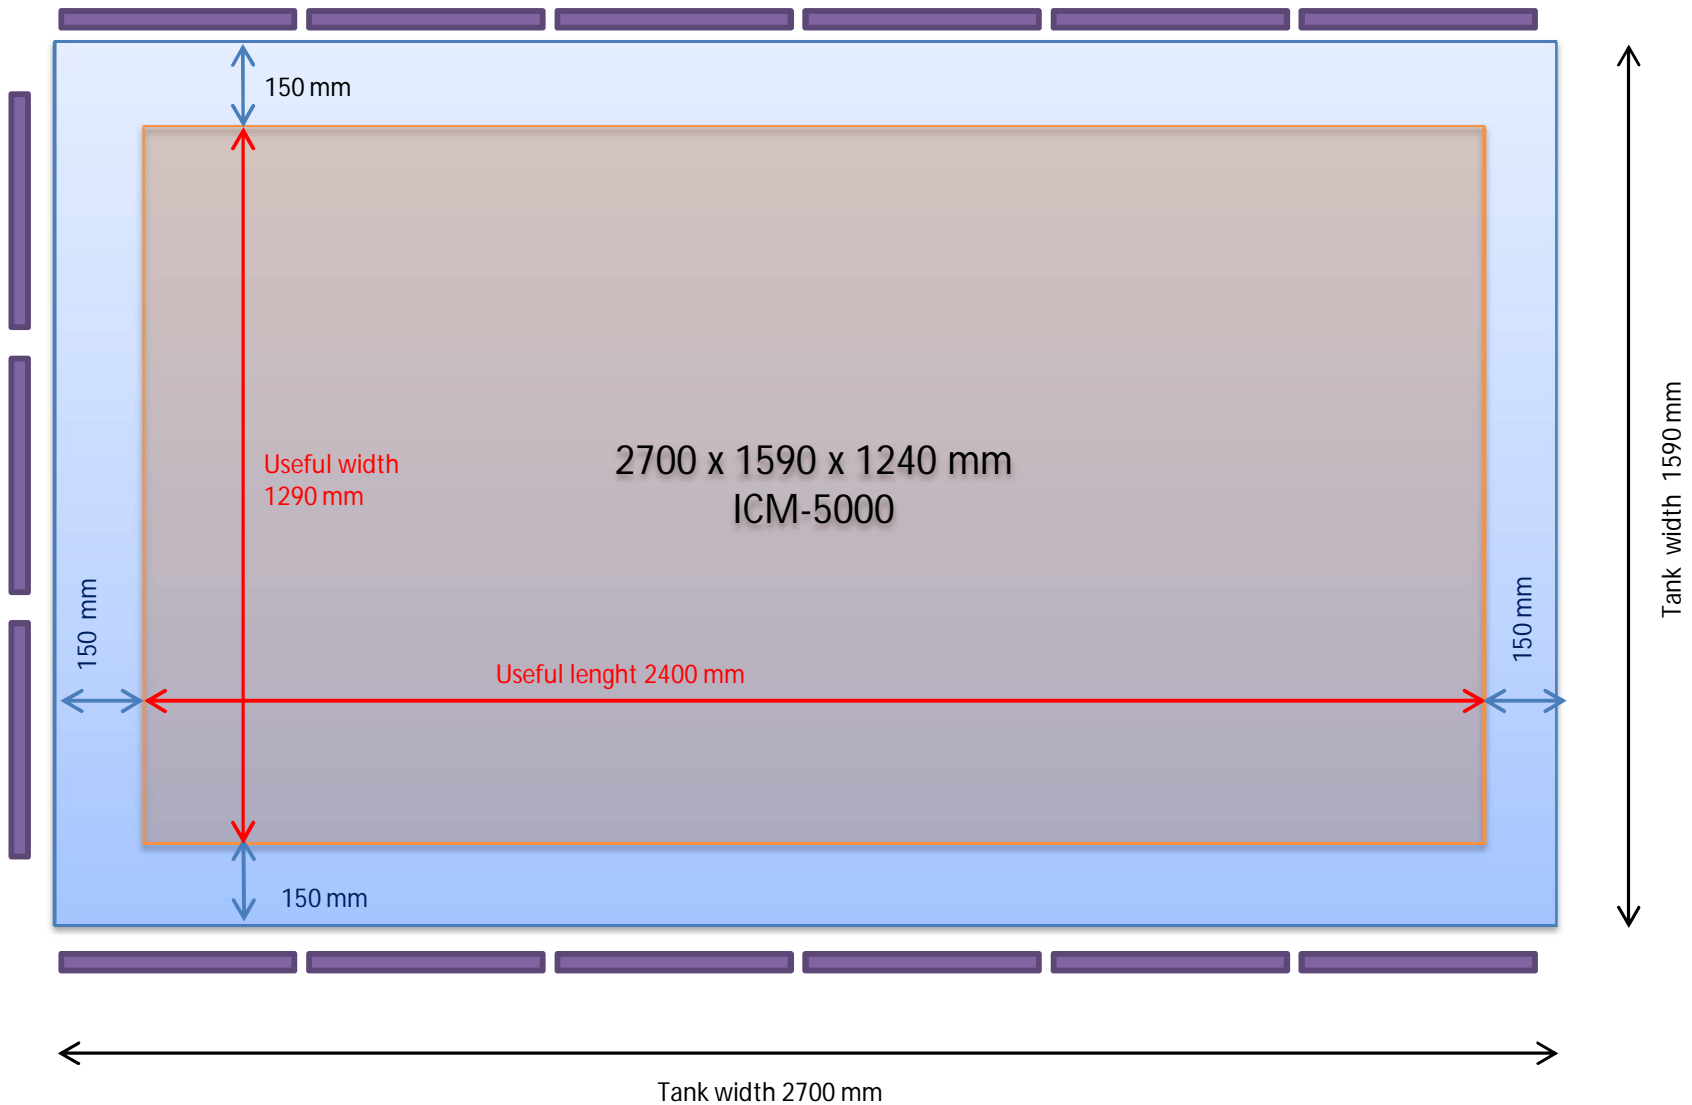 150 mm
Useful width
1290 mm
2700 x 1590 x 1240 mm
ICM-5000
Tank width 1590 mm
150 mm
150 mm
Useful lenght 2400 mm
150 mm
Tank width 2700 mm